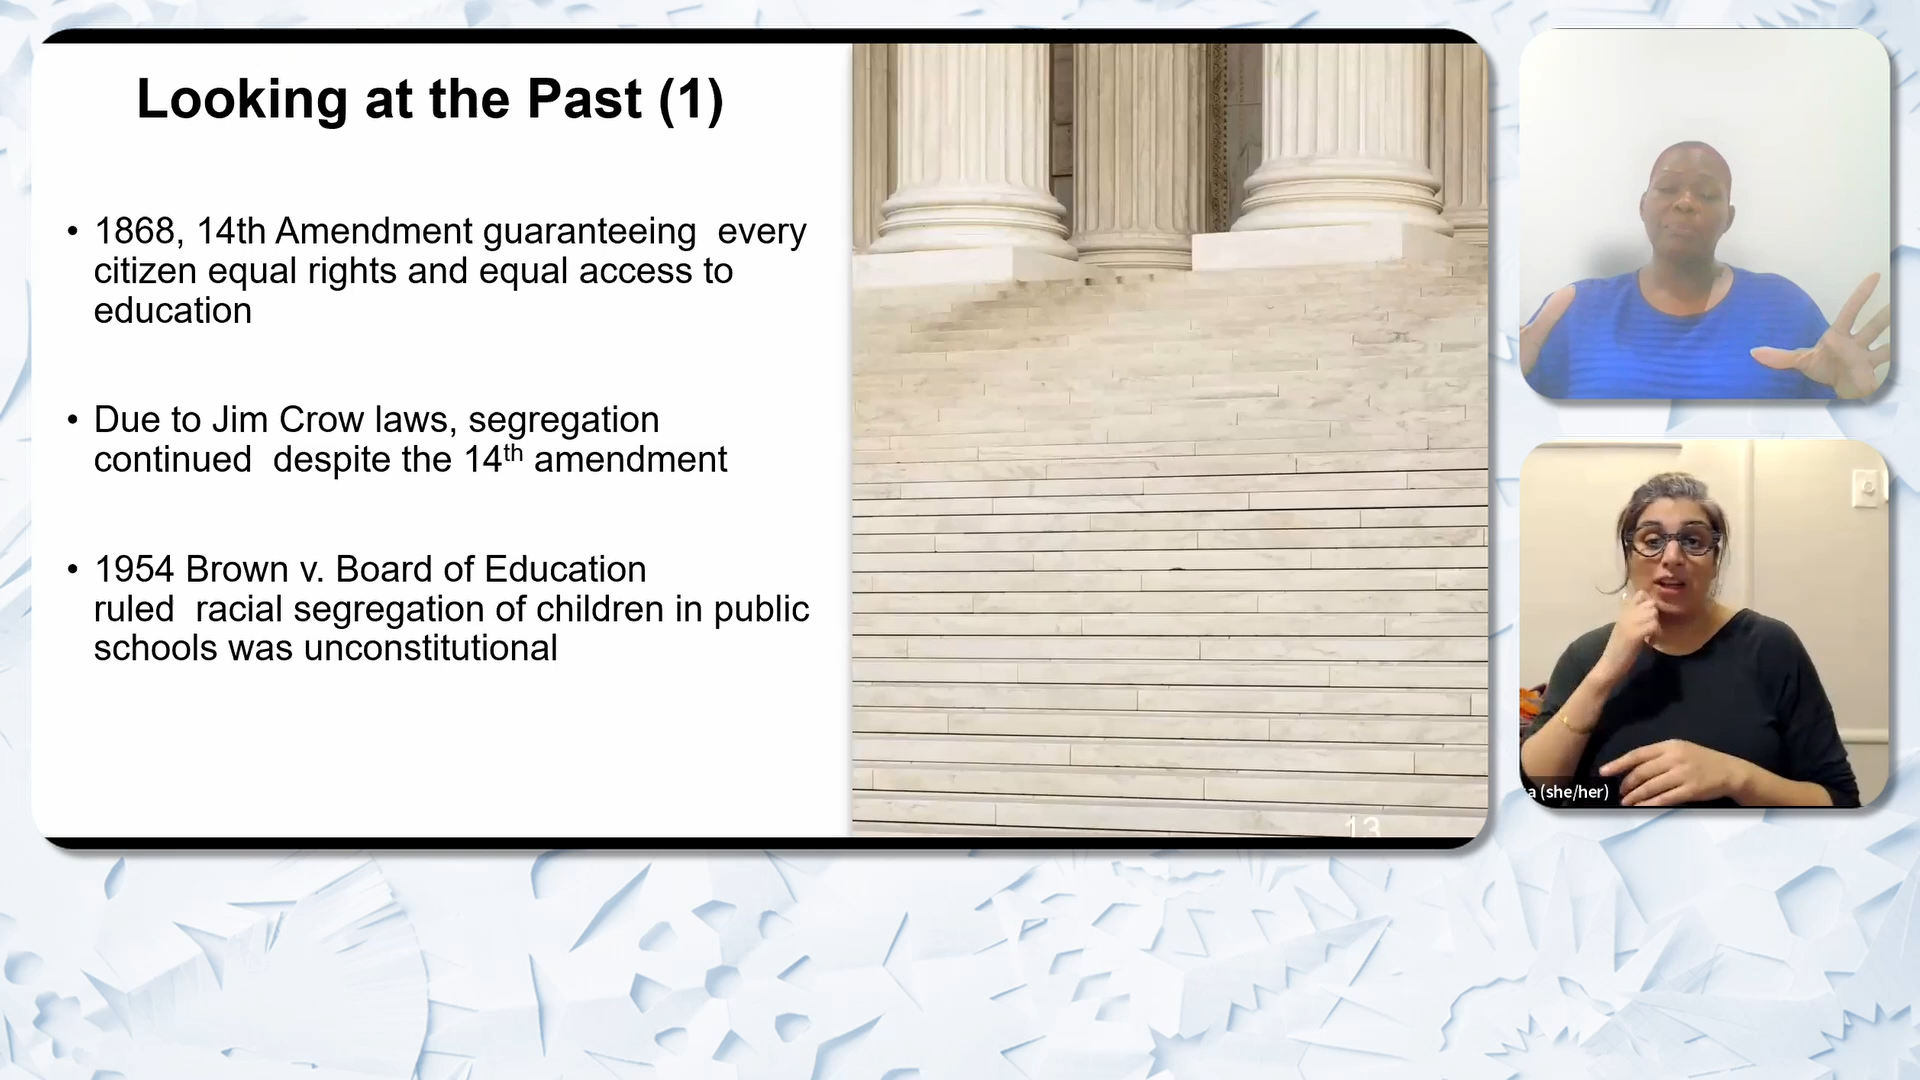 Looking at the Past (1)
• 1868, 14th Amendment guaranteeing  every
citizen equal rights and equal access to
education
• Due to Jim Crow laws, segregation
continued  despite the 14th amendment
• 1954 Brown v. Board of Education
ruled  racial segregation of children in public
schools was unconstitutional
13
a (she/her)